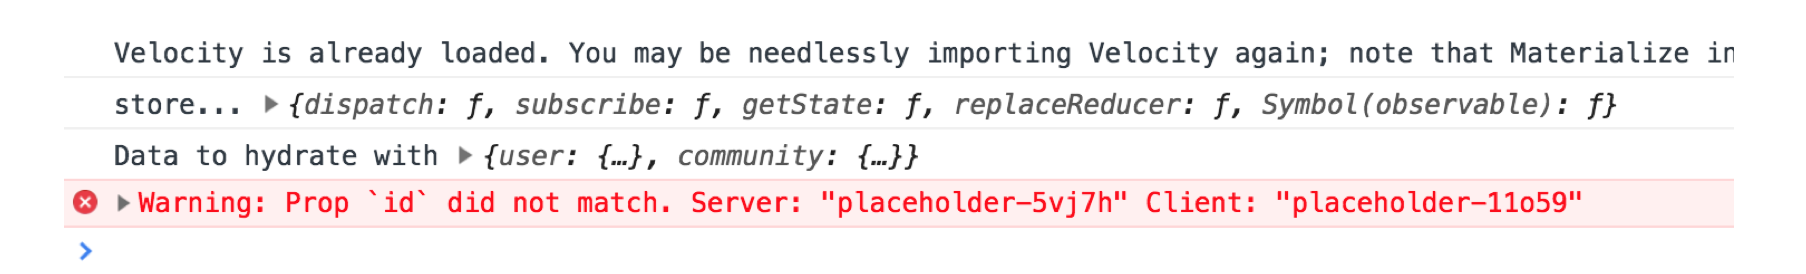 Velocity is already loaded. You may be needlessly importing Velocity again; note that Materialize in
store... ▶ {dispatch: ƒ, subscribe: ƒ, getState: ƒ, replaceReducer: ƒ, Symbol(observable): ƒ}
Data to hydrate with ▶ {user: {…}, community: {…}}
▶ Warning: Prop `id` did not match. Server: "placeholder-5vj7h" Client: "placeholder-11o59"